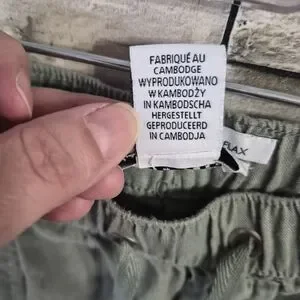 FABRIQUÉ AU
CAMBODGE
WYPRODUKOWANO
W KAMBODŻY
IN KAMBODSCHA
HERGESTELLT
GEPRODUCEERD
IN CAMBODJA
FLAX